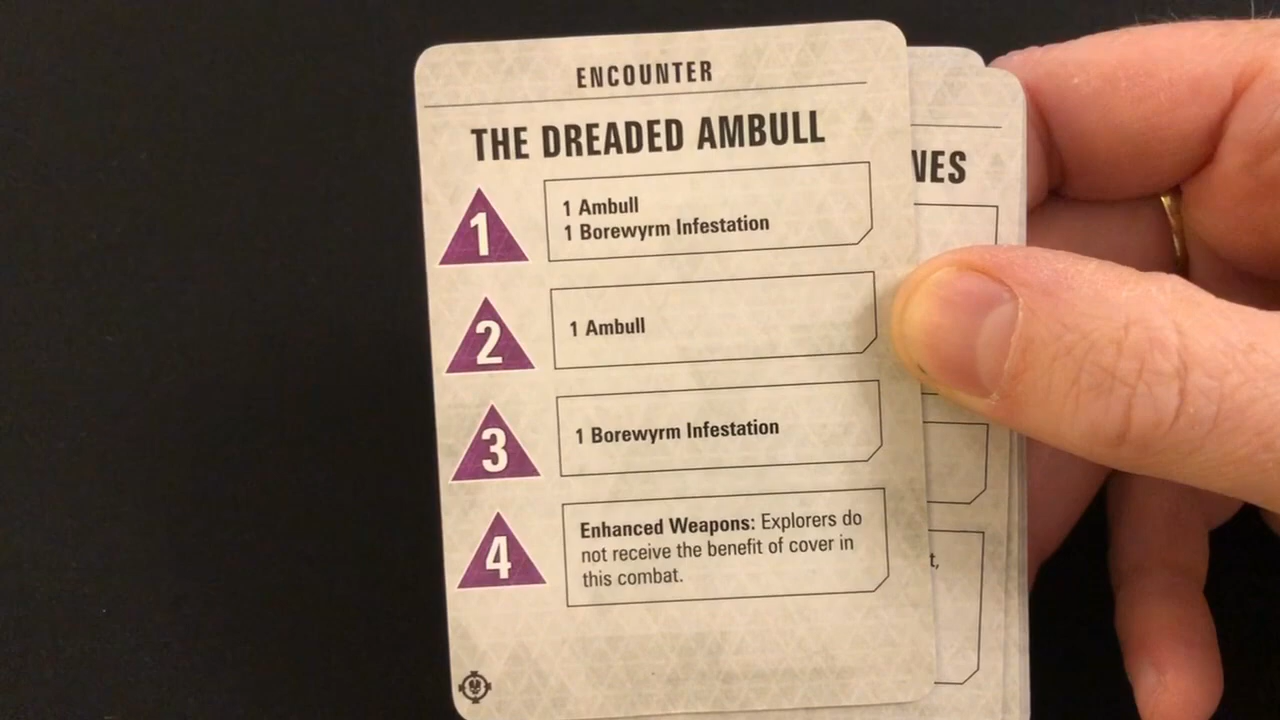 ENCOUNTER
THE DREADED AMBULL
1
1 Ambull
1 Borewyrm Infestation
2
1 Ambull
3
1 Borewyrm Infestation
4
Enhanced Weapons: Explorers do
not receive the benefit of cover in
this combat.